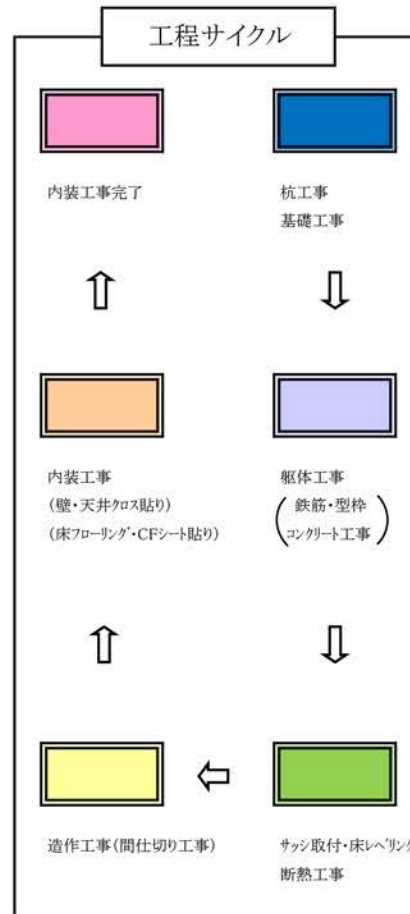 工程サイクル
内装工事完了
杭工事
基礎工事
内装工事
(壁・天井クロス貼り)
(床フローリング・CFシート貼り)
躯体工事
(鉄筋・型枠
コンクリート工事)
造作工事(間仕切り工事)
サッシ取付・床レベリング
断熱工事